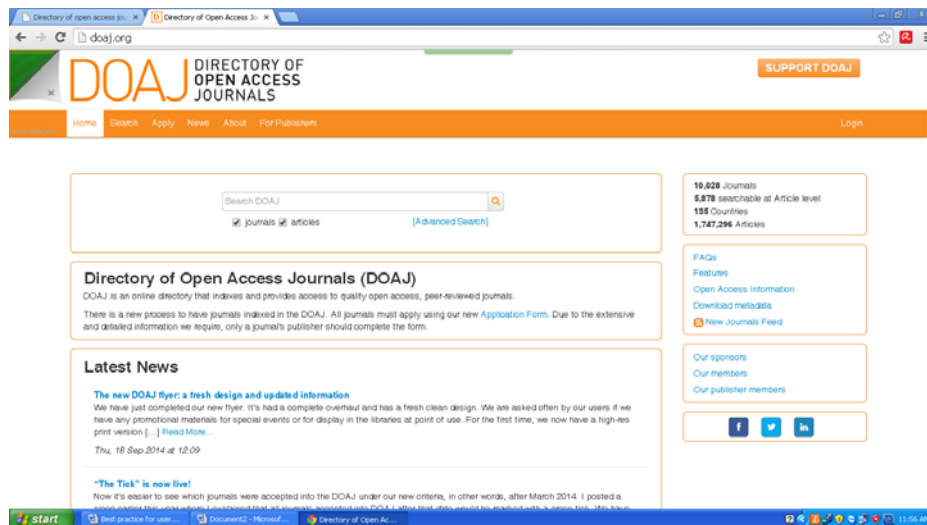 Directory of open access jou
Directory of Open Access Jo
doaj.org
DOAJ DIRECTORY OF
OPEN ACCESS
JOURNALS
SUPPORT DOAJ
Home Search Apply News About For Publishers Login
Search DOAJ
journals articles [Advanced Search]
10,028 Journals
5,878 searchable at Article level
135 Countries
1,747,296 Articles
Directory of Open Access Journals (DOAJ)
DOAJ is an online directory that indexes and provides access to quality open access, peer-reviewed journals.
There is a new process to have journals indexed in the DOAJ. All journals must apply using our new Application Form. Due to the extensive
and detailed information we require, only a journal's publisher should complete the form.
FAQs
Features
Open Access Information
Download metadata
New Journals Feed
Latest News
The new DOAJ flyer: a fresh design and updated information
We have just completed our new flyer. It's had a complete overhaul and has a fresh clean design. We are asked often by our users if we
have any promotional materials for special events or for display in the libraries at point of use. For the first time, we now have a high-res
print version [...] Read More...
Thu, 18 Sep 2014 at 12:09
Our sponsors
Our members
Our publisher members
"The Tick" is now live!
Now it's easier to see which journals were accepted into the DOAJ under our new criteria, in other words, after March 2014. I posted a
start
Best practice for user...
Document2 - Microsof...
Directory of Open Ac...
11:56 AM